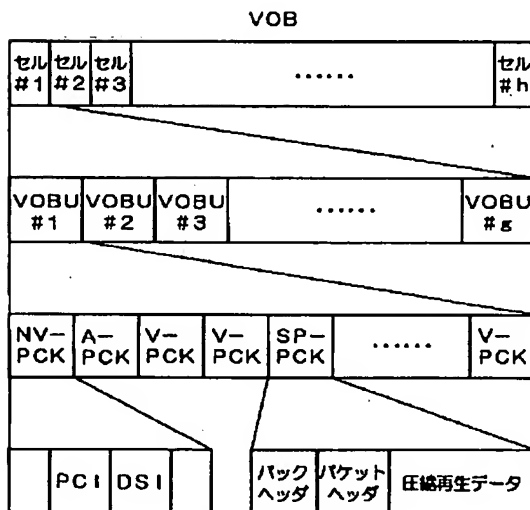 VOB
セル #1 セル #2 セル #3 ...... セル #h
VOBU #1 VOBU #2 VOBU #3 ...... VOBU #g
NV-PCK A-PCK V-PCK V-PCK SP-PCK ...... V-PCK
PCI DSI パックヘッダ パケットヘッダ 圧縮再生データ